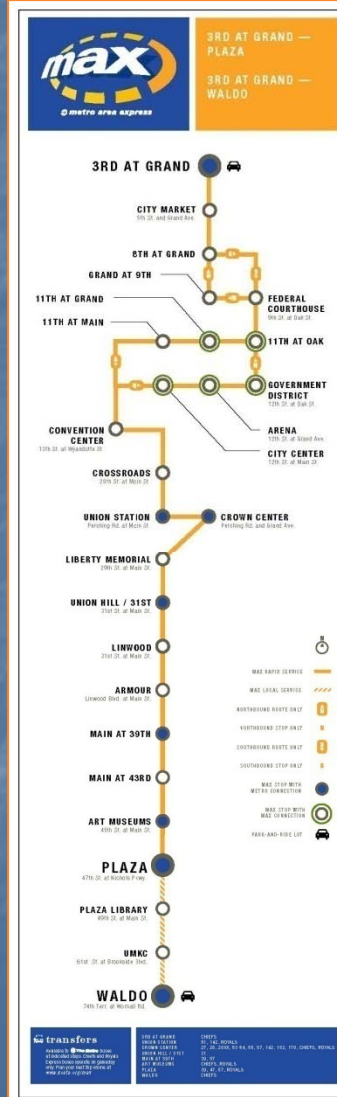 max
metro area express
3RD AT GRAND —
PLAZA
3RD AT GRAND —
WALDO
3RD AT GRAND
CITY MARKET
5th St. and Grand Ave.
8TH AT GRAND
GRAND AT 9TH
FEDERAL
COURTHOUSE
9th St. at Oak St.
11TH AT GRAND
11TH AT MAIN
11TH AT OAK
GOVERNMENT
DISTRICT
12th St. at Oak St.
CONVENTION
CENTER
13th St. at Wyandotte St.
ARENA
12th St. at Grand Ave.
CITY CENTER
12th St. at Main St.
CROSSROADS
20th St. at Main St.
UNION STATION
Pershing Rd. at Main St.
CROWN CENTER
Pershing Rd. and Grand Ave.
LIBERTY MEMORIAL
29th St. at Main St.
UNION HILL / 31ST
31st St. at Main St.
LINWOOD
31st St. at Main St.
ARMOUR
Linwood Blvd. at Main St.
MAIN AT 39TH
MAIN AT 43RD
ART MUSEUMS
45th St. at Main St.
PLAZA
47th St. at Nichols Pkwy.
PLAZA LIBRARY
49th St. at Main St.
UMKC
51st St. at Brookside Blvd.
WALDO
74th Terr. at Wornall Rd.
N
MAX RAPID SERVICE
MAX LOCAL SERVICE
NORTHBOUND ROUTE ONLY
NORTHBOUND STOP ONLY
SOUTHBOUND ROUTE ONLY
SOUTHBOUND STOP ONLY
MAX STOP WITH
METRO CONNECTION
MAX STOP WITH
MAX CONNECTION
PARK-AND-RIDE LOT
transfers
3RD AT GRAND CHIEFS
UNION STATION 51, 142, ROYALS
CROWN CENTER
UNION HILL / 31ST 31
MAIN AT 39TH 39, 57
ART MUSEUMS CHIEFS, ROYALS
PLAZA 39, 47, 57, ROYALS
WALDO CHIEFS